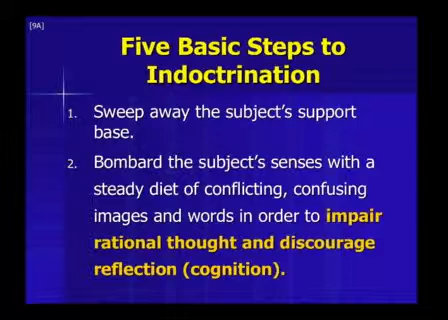 [9A]
Five Basic Steps to
Indoctrination
1. Sweep away the subject's support
base.
2. Bombard the subject's senses with a
steady diet of conflicting, confusing
images and words in order to impair
rational thought and discourage
reflection (cognition).